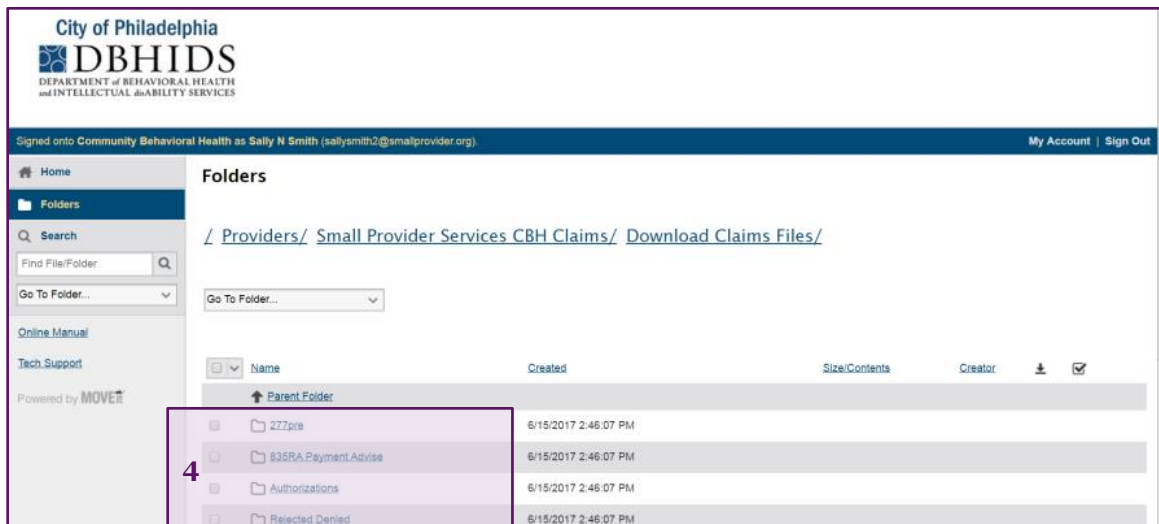 City of Philadelphia
DBHIDS
DEPARTMENT of BEHAVIORAL HEALTH
and INTELLECTUAL disABILITY SERVICES
Signed onto Community Behavioral Health as Sally N Smith (sallysmith2@smallprovider.org). My Account | Sign Out
Home
Folders
Search
Find File/Folder
Go To Folder...
Online Manual
Tech Support
Powered by MOVEit
Folders
/ Providers/ Small Provider Services CBH Claims/ Download Claims Files/
Go To Folder...
Name Created Size/Contents Creator
Parent Folder
4
277pre 6/15/2017 2:46:07 PM
835RA Payment Advise 6/15/2017 2:46:07 PM
Authorizations 6/15/2017 2:46:07 PM
Rejected Denied 6/15/2017 2:46:07 PM